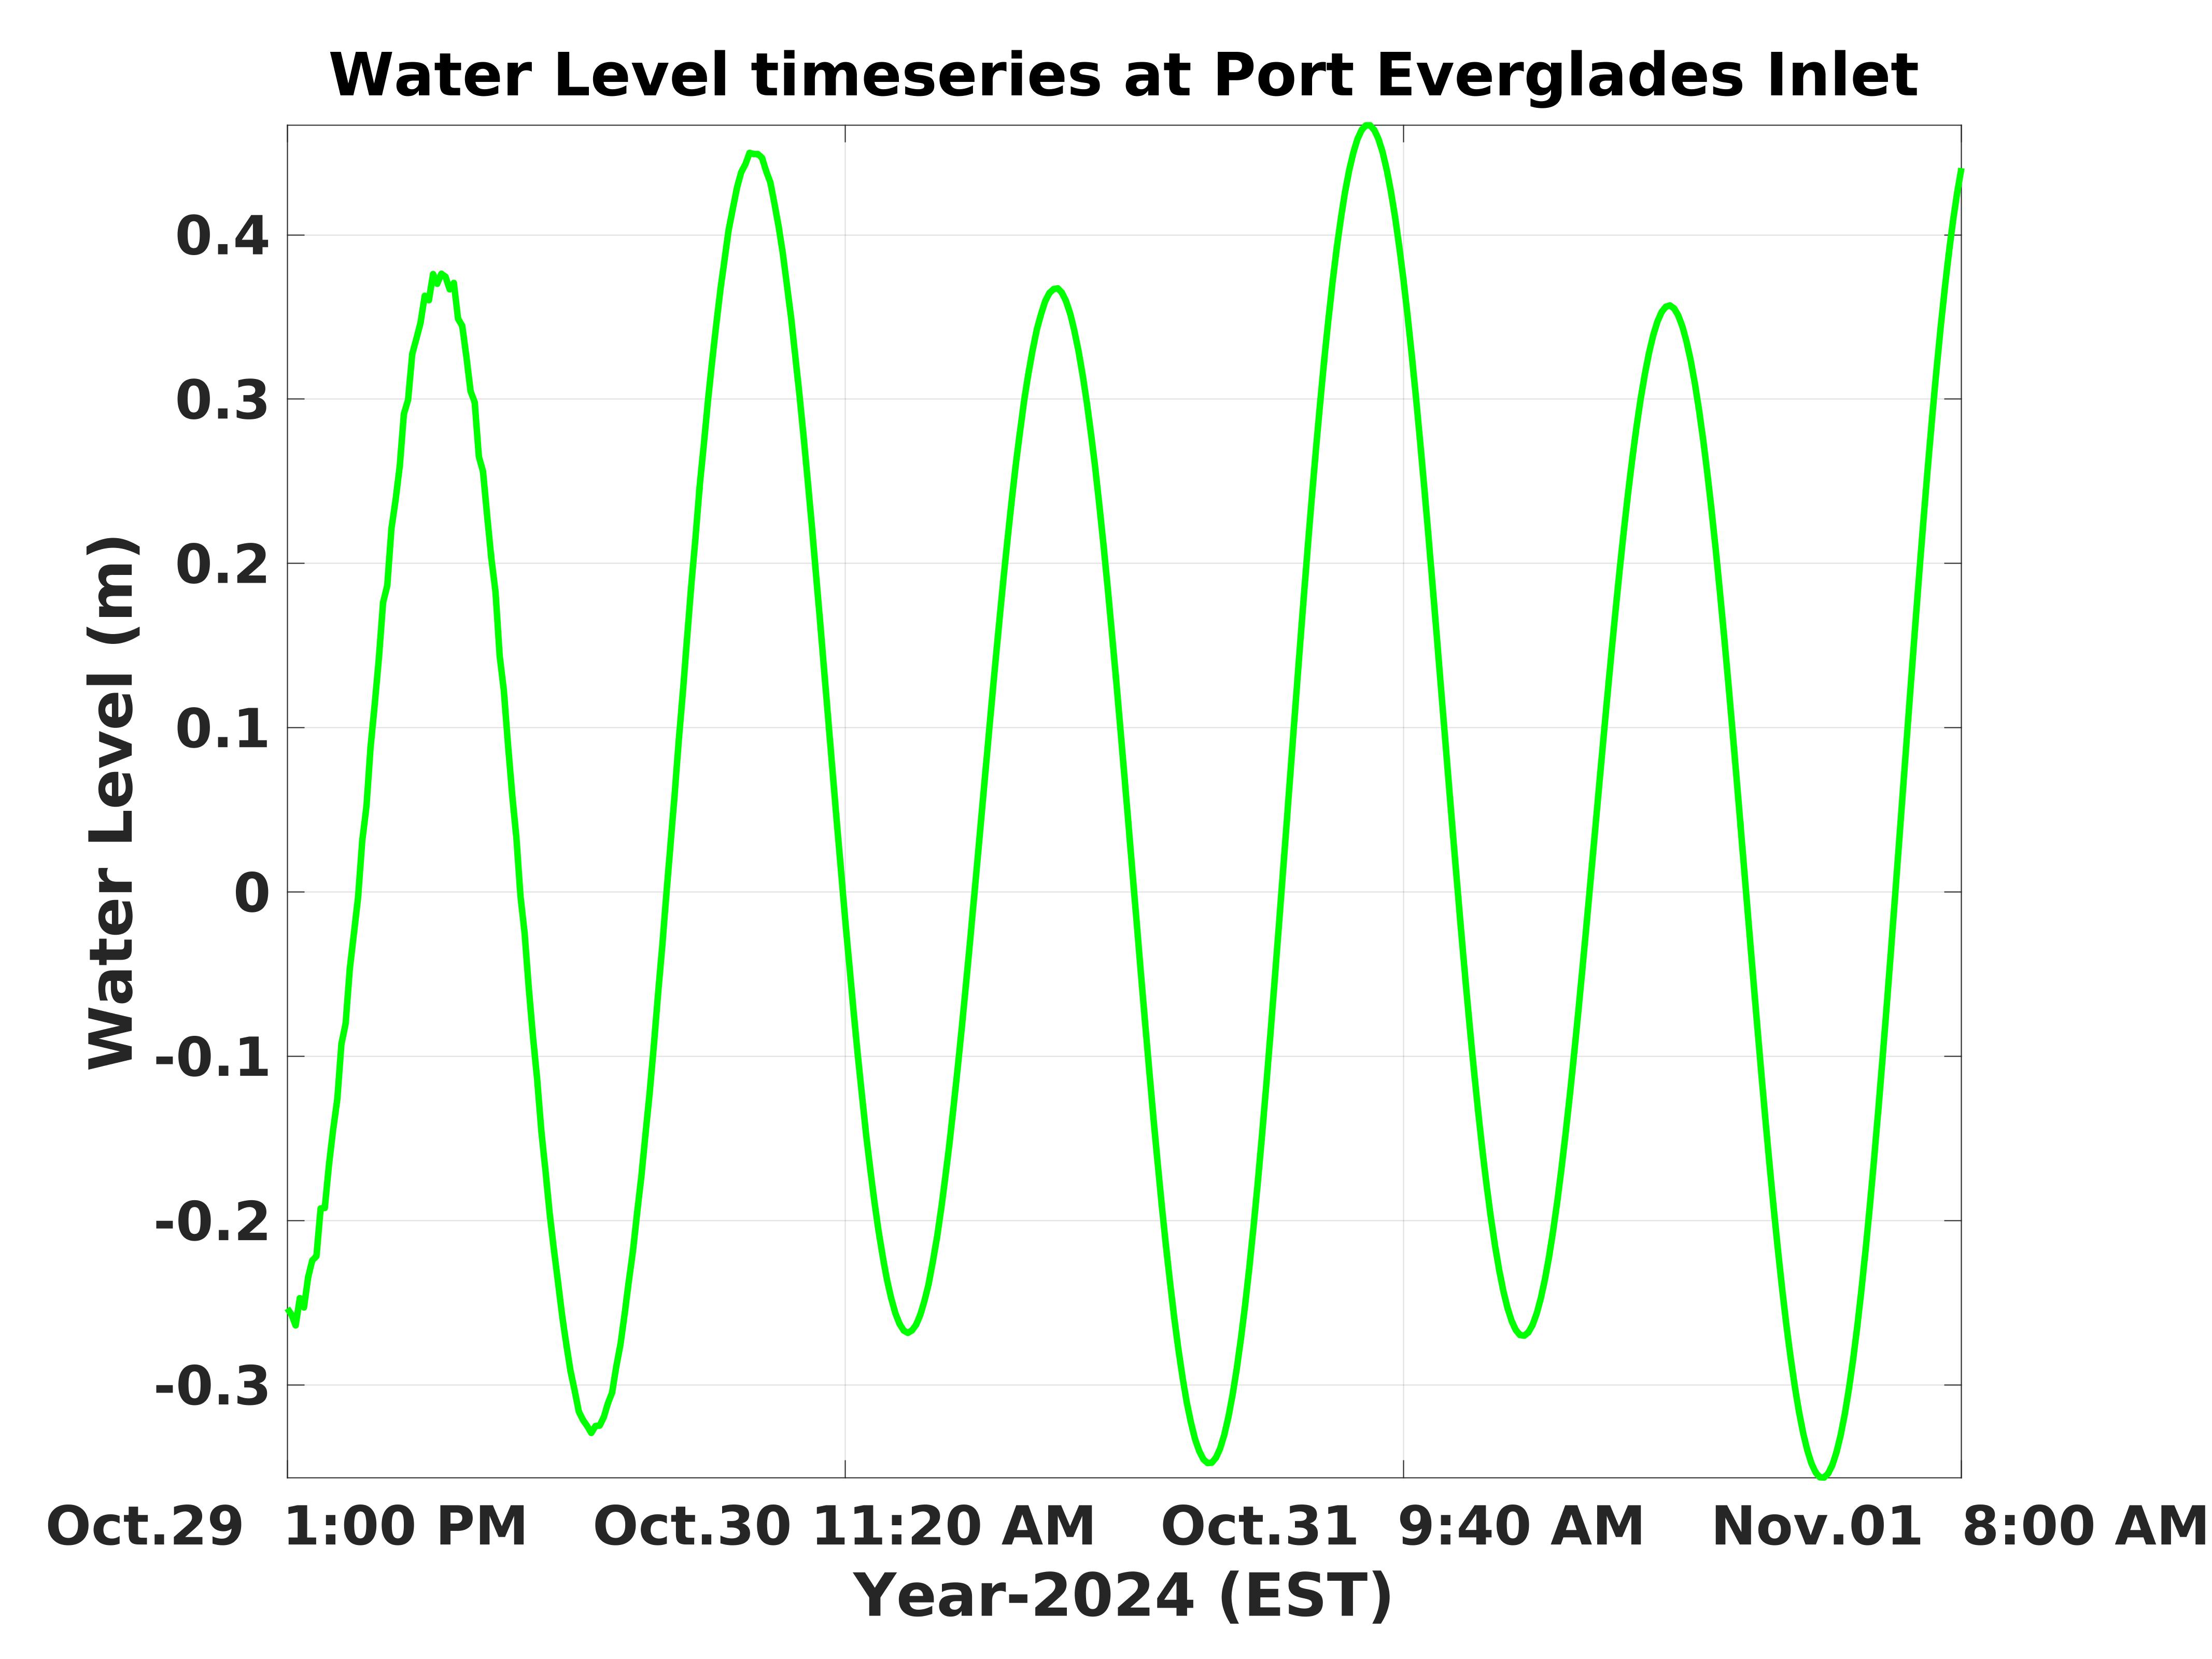 Water Level timeseries at Port Everglades Inlet
Water Level (m)
0.4
0.3
0.2
0.1
0
-0.1
-0.2
-0.3
Oct.29 1:00 PM Oct.30 11:20 AM Oct.31 9:40 AM Nov.01 8:00 AM
Year-2024 (EST)